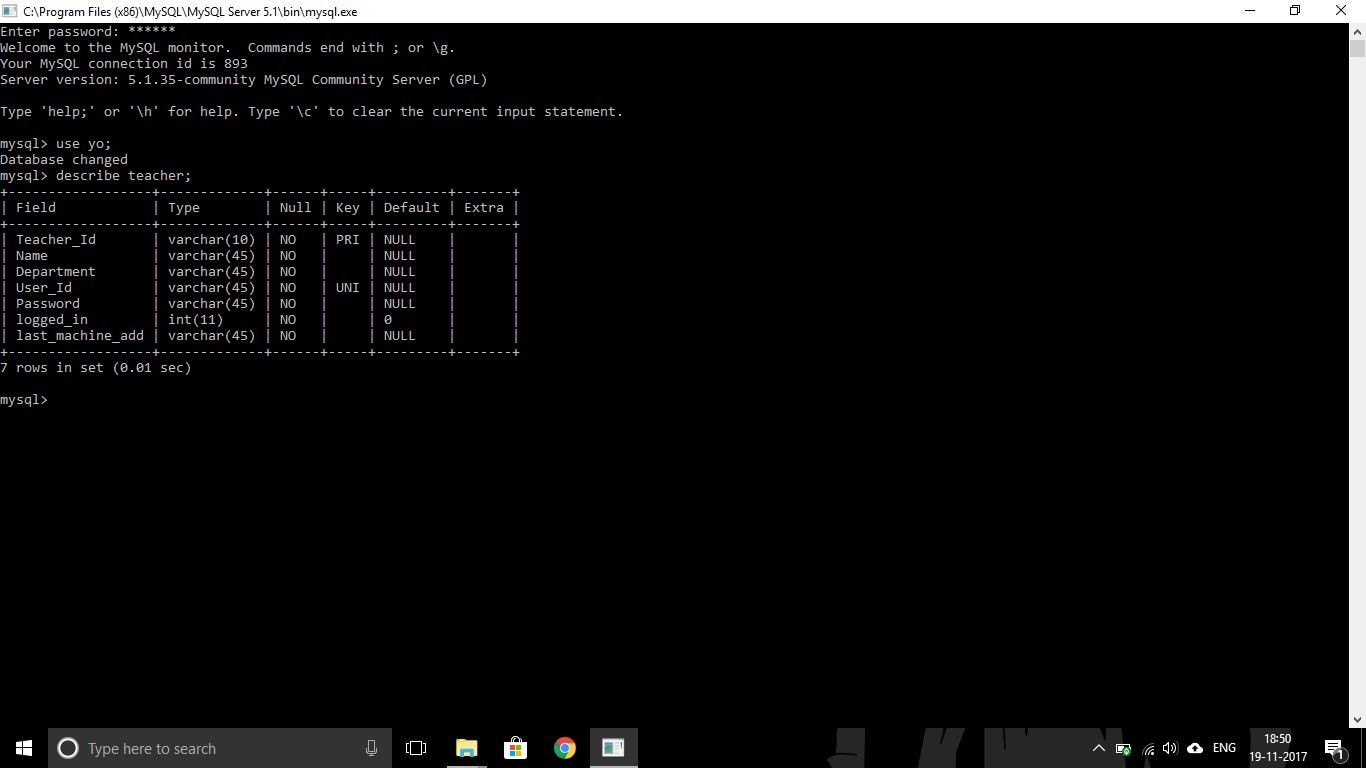 C:\Program Files (x86)\MySQL\MySQL Server 5.1\bin\mysql.exe
Enter password: ******
Welcome to the MySQL monitor.  Commands end with ; or \g.
Your MySQL connection id is 893
Server version: 5.1.35-community MySQL Community Server (GPL)

Type 'help;' or '\h' for help. Type '\c' to clear the current input statement.

mysql> use yo;
Database changed
mysql> describe teacher;
+------------------+-------------+------+-----+---------+-------+
| Field            | Type        | Null | Key | Default | Extra |
+------------------+-------------+------+-----+---------+-------+
| Teacher_Id       | varchar(10) | NO   | PRI | NULL    |       |
| Name             | varchar(45) | NO   |     | NULL    |       |
| Department       | varchar(45) | NO   |     | NULL    |       |
| User_Id          | varchar(45) | NO   | UNI | NULL    |       |
| Password         | varchar(45) | NO   |     | NULL    |       |
| logged_in        | int(11)     | NO   |     | 0       |       |
| last_machine_add | varchar(45) | NO   |     | NULL    |       |
+------------------+-------------+------+-----+---------+-------+
7 rows in set (0.01 sec)

mysql>
Type here to search
ENG
18:50
19-11-2017
1